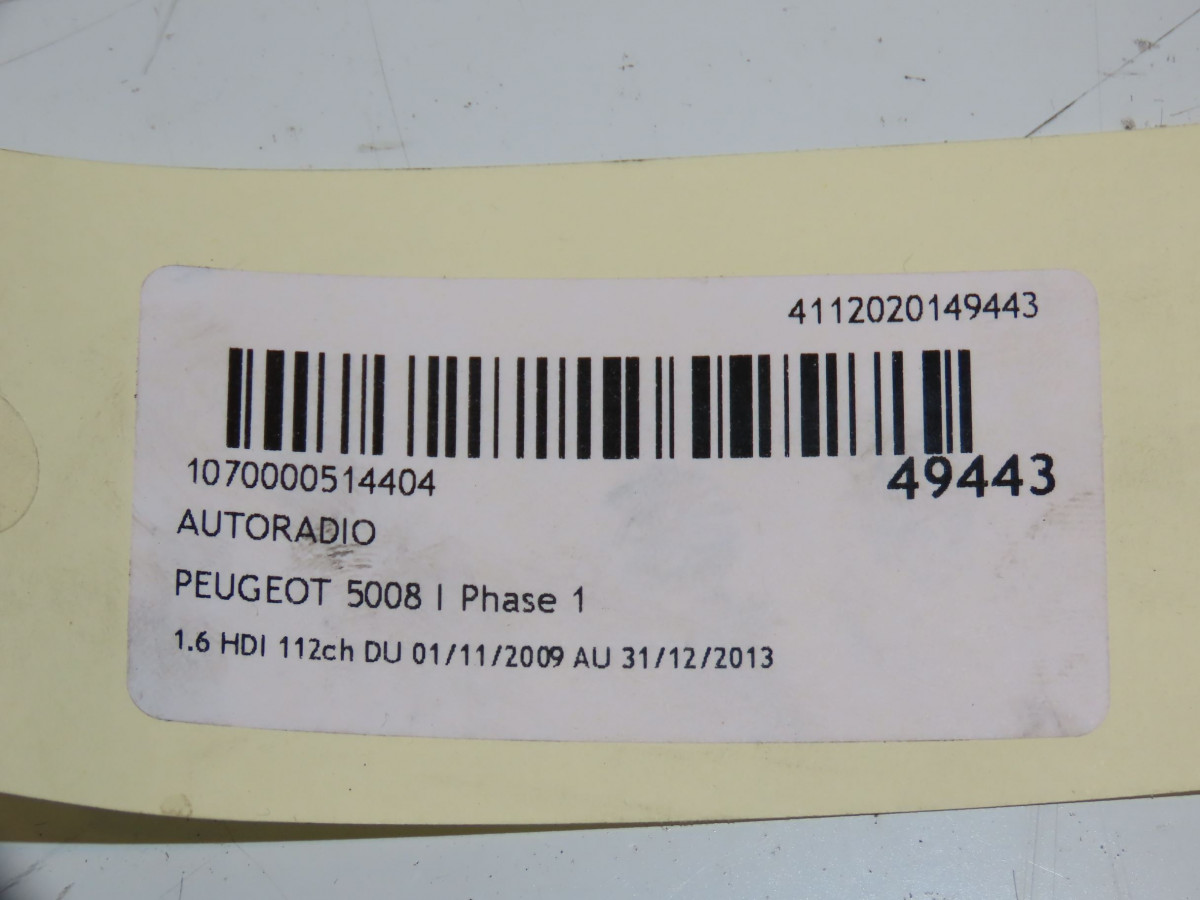 4112020149443
1070000514404
49443
AUTORADIO
PEUGEOT 5008 I Phase 1
1.6 HDI 112ch DU 01/11/2009 AU 31/12/2013